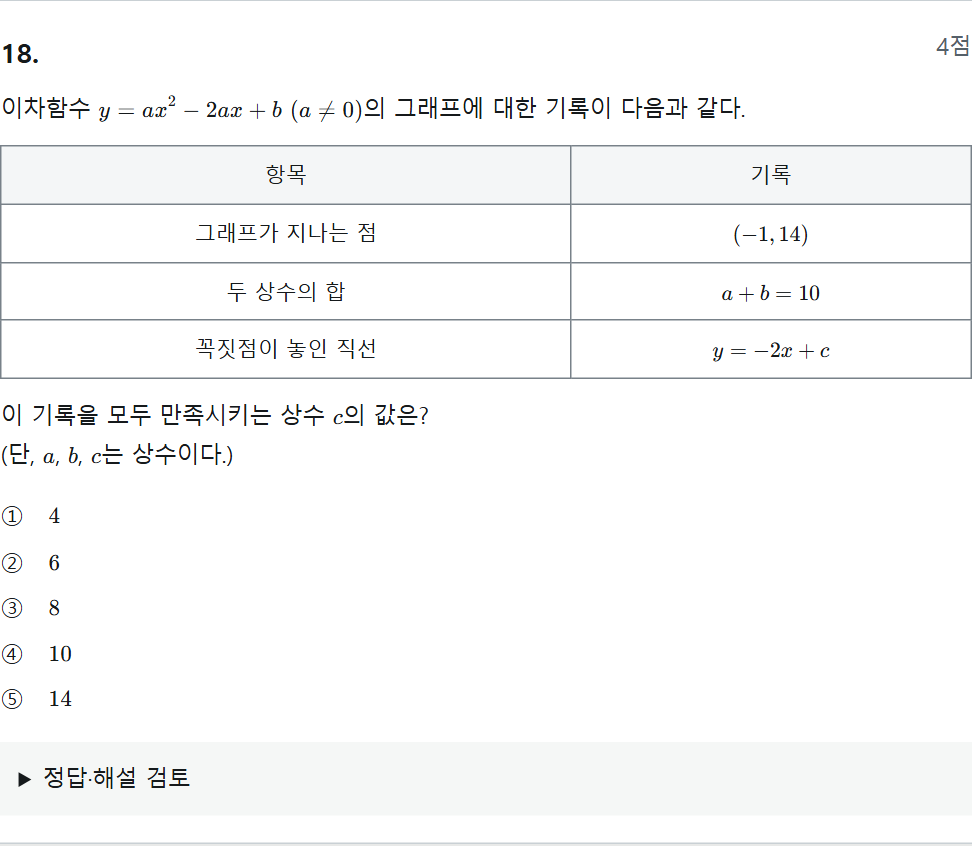 18.
4점
이차함수 y = ax² − 2ax + b (a ≠ 0)의 그래프에 대한 기록이 다음과 같다.
항목 기록
그래프가 지나는 점 (−1, 14)
두 상수의 합 a + b = 10
꼭짓점이 놓인 직선 y = −2x + c
이 기록을 모두 만족시키는 상수 c의 값은?
(단, a, b, c는 상수이다.)
① 4
② 6
③ 8
④ 10
⑤ 14
▶ 정답·해설 검토